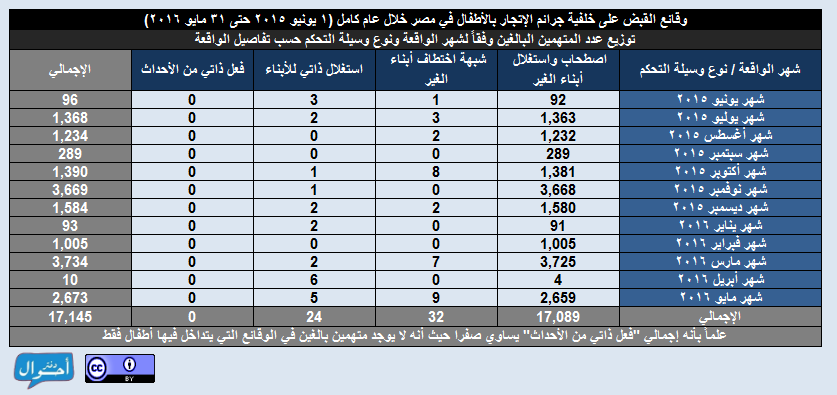 وقائع القبض على خلفية جرائم الإتجار بالأطفال في مصر خلال عام كامل (١ يونيو ٢٠١٥ حتى ٣١ مايو ٢٠١٦)
توزيع عدد المتهمين البالغين وفقاً لشهر الواقعة ونوع وسيلة التحكم حسب تفاصيل الواقعة
شهر الواقعة / نوع وسيلة التحكم اصطحاب واستغلال أبناء الغير شبهة اختطاف أبناء الغير استغلال ذاتي للأبناء فعل ذاتي من الأحداث الإجمالي
شهر يونيو ٢٠١٥ 92 1 3 0 96
شهر يوليو ٢٠١٥ 1,363 3 2 0 1,368
شهر أغسطس ٢٠١٥ 1,232 2 0 0 1,234
شهر سبتمبر ٢٠١٥ 289 0 0 0 289
شهر أكتوبر ٢٠١٥ 1,381 8 1 0 1,390
شهر نوفمبر ٢٠١٥ 3,668 0 1 0 3,669
شهر ديسمبر ٢٠١٥ 1,580 2 2 0 1,584
شهر يناير ٢٠١٦ 91 0 2 0 93
شهر فبراير ٢٠١٦ 1,005 0 0 0 1,005
شهر مارس ٢٠١٦ 3,725 7 2 0 3,734
شهر أبريل ٢٠١٦ 4 0 6 0 10
شهر مايو ٢٠١٦ 2,659 9 5 0 2,673
الإجمالي 17,089 32 24 0 17,145
علماً بأنه إجمالي "فعل ذاتي من الأحداث" يساوي صفرا حيث أنه لا يوجد متهمين بالغين في الوقائع التي يتداخل فيها أطفال فقط
دفتر أحوال
cc BY